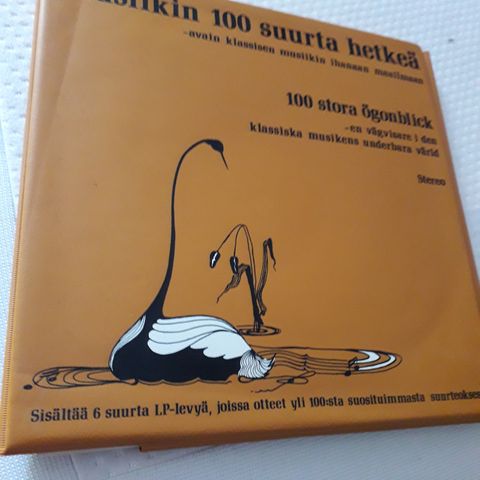 musiikin 100 suurta hetkeä
-avain klassisen musiikin ihanaan maailmaan
100 stora ögonblick
-en vägvisare i den
klassiska musikens underbara värld
Stereo
Sisältää 6 suurta LP-levyä, joissa otteet yli 100:sta suosituimmasta suurteokses